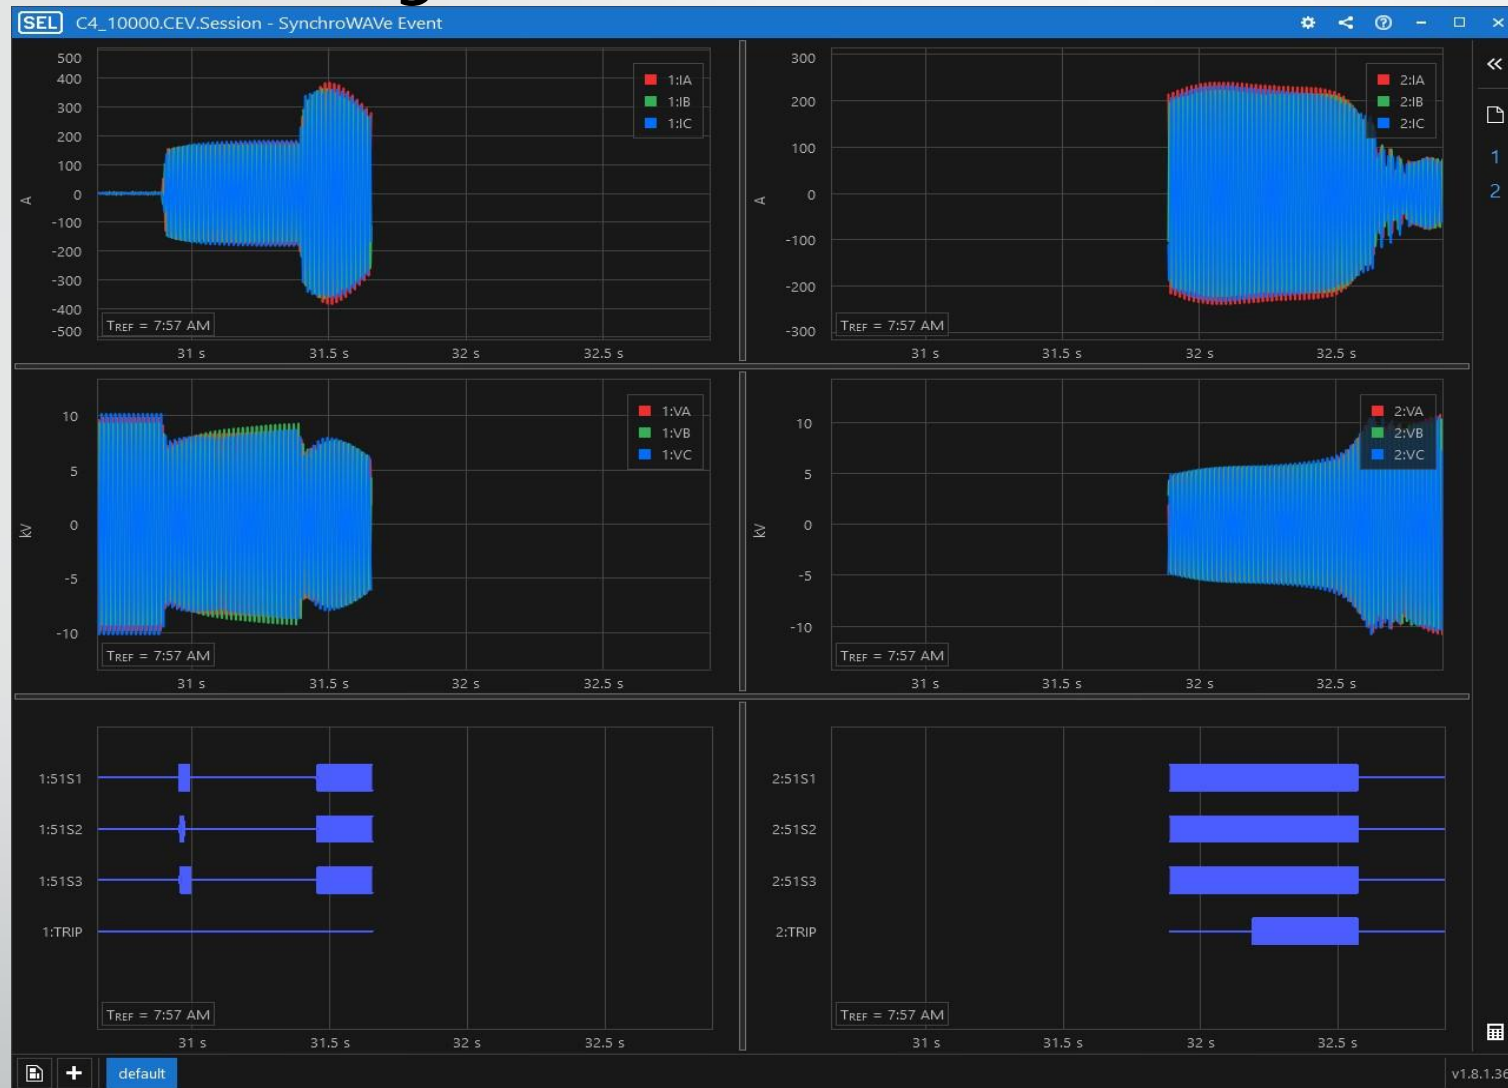 SEL C4_10000.CEV.Session - SynchroWAVe Event
500
400
300
200
100
0
-100
-200
-300
-400
-500
A
1:IA
1:IB
1:IC
TREF = 7:57 AM
31 s 31.5 s 32 s 32.5 s
300
200
100
0
-100
-200
-300
A
2:IA
2:IB
2:IC
TREF = 7:57 AM
31 s 31.5 s 32 s 32.5 s
1
2
10
5
0
-5
-10
kV
1:VA
1:VB
1:VC
TREF = 7:57 AM
31 s 31.5 s 32 s 32.5 s
10
5
0
-5
-10
kV
2:VA
2:VB
2:VC
TREF = 7:57 AM
31 s 31.5 s 32 s 32.5 s
1:51S1
1:51S2
1:51S3
1:TRIP
TREF = 7:57 AM
31 s 31.5 s 32 s 32.5 s
2:51S1
2:51S2
2:51S3
2:TRIP
TREF = 7:57 AM
31 s 31.5 s 32 s 32.5 s
default
v1.8.1.36